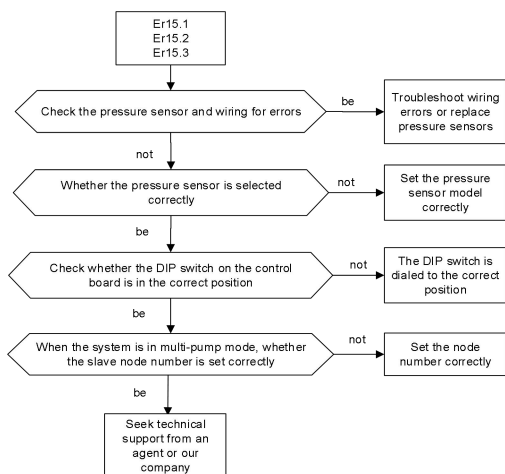 Er15.1
Er15.2
Er15.3
Check the pressure sensor and wiring for errors
be
Troubleshoot wiring
errors or replace
pressure sensors
not
Whether the pressure sensor is selected
correctly
not
Set the pressure
sensor model
correctly
be
Check whether the DIP switch on the control
board is in the correct position
not
The DIP switch is
dialed to the correct
position
be
When the system is in multi-pump mode, whether
the slave node number is set correctly
not
Set the node
number correctly
be
Seek technical
support from an
agent or our
company